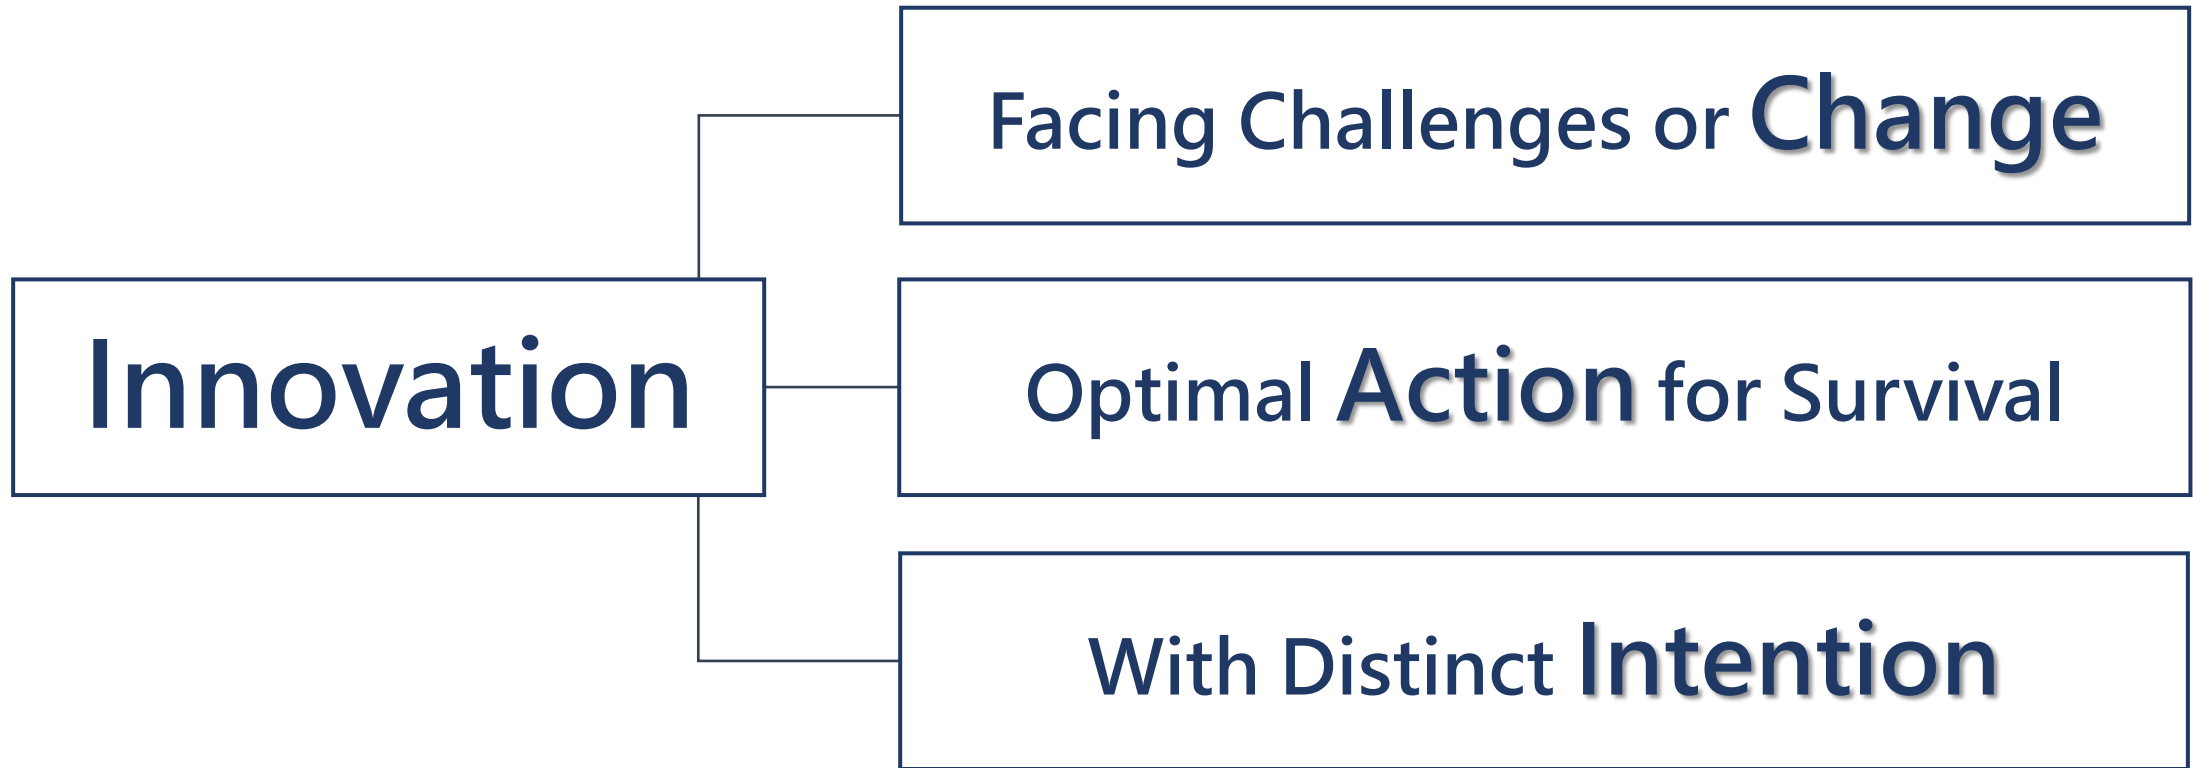 Facing Challenges or Change
Innovation
Optimal Action for Survival
With Distinct Intention